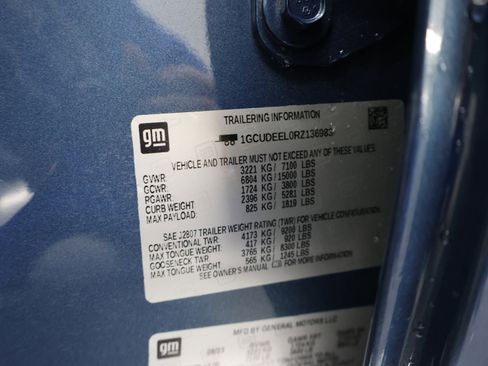 TRAILERING INFORMATION
gm
1GCUDEEL0RZ136983
VEHICLE AND TRAILER MUST NOT EXCEED ANY OF THESE
GVWR: 3221 KG/ 7100 LBS
GCWR: 6804 KG/ 15000 LBS
RGAWR: 1724 KG/ 3800 LBS
CURB WEIGHT 2396 KG/ 5281 LBS
MAX PAYLOAD: 825 KG/ 1819 LBS
SAE J2807 TRAILER WEIGHT RATING (TWR) FOR VEHICLE CONFIGURATION.
CONVENTIONAL TWR: 4173 KG/ 9200 LBS
MAX TONGUE WEIGHT: 417 KG/ 920 LBS
GOOSENECK TWR: 3765 KG/ 8300 LBS
MAX TONGUE WEIGHT: 565 KG/ 1245 LBS
SEE OWNER'S MANUAL FOR MORE INFORMATION
gm
MFD BY GENERAL MOTORS LLC